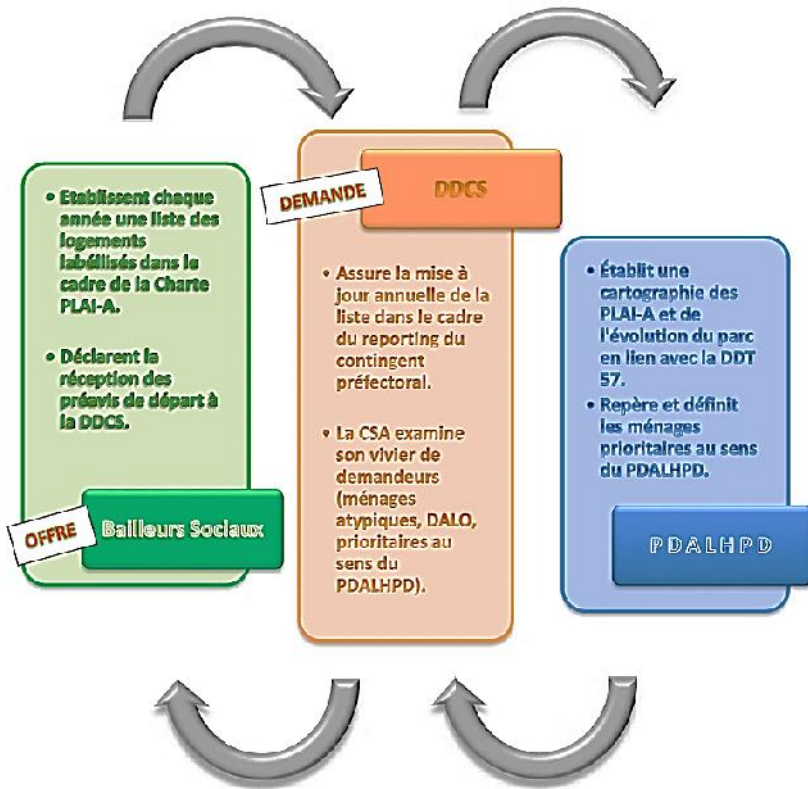 • Etablissent chaque
année une liste des
logements
labéllisés dans le
cadre de la Charte
PLAI-A.
• Déclarent la
réception des
préavis de départ à
la DDCS.
OFFRE
Bailleurs Sociaux
DEMANDE
DDCS
• Assure la mise à
jour annuelle de la
liste dans le cadre
du reporting du
contingent
préfectoral.
• La CSA examine
son vivier de
demandeurs
(ménages
atypiques, DALO,
prioritaires au
sens du
PDALHPD).
• Établit une
cartographie des
PLAI-A et de
l'évolution du parc
en lien avec la DDT
57.
• Repère et définit
les ménages
prioritaires au sens
du PDALHPD.
PDALHPD